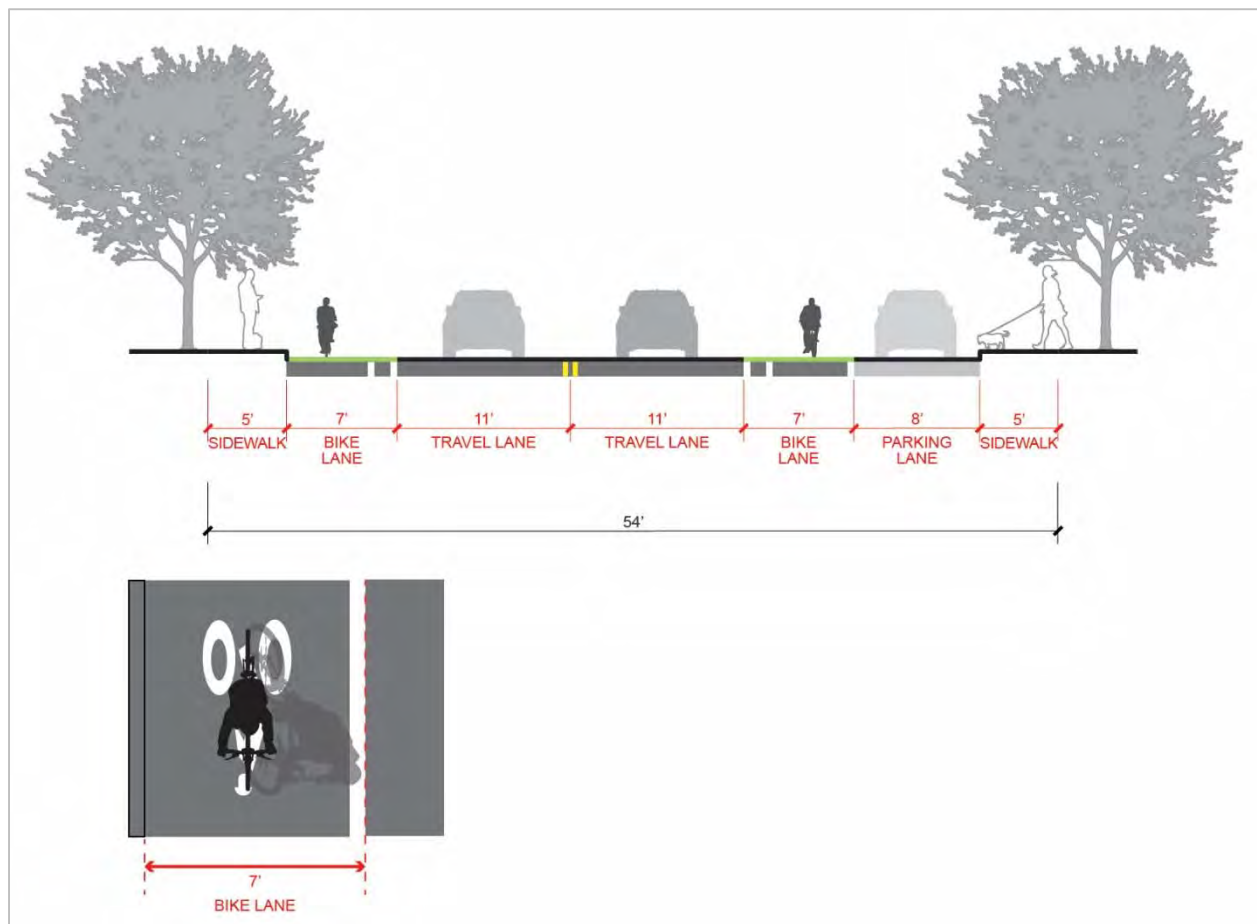 5' 7' 11' 11' 7' 8' 5'
SIDEWALK BIKE TRAVEL LANE TRAVEL LANE BIKE PARKING SIDEWALK
LANE LANE LANE
54'
7'
BIKE LANE